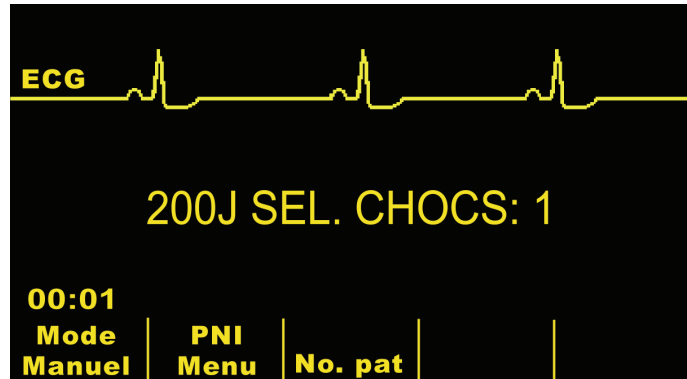 ECG
200J SEL. CHOCS: 1
00:01
Mode Manuel
PNI Menu
No. pat